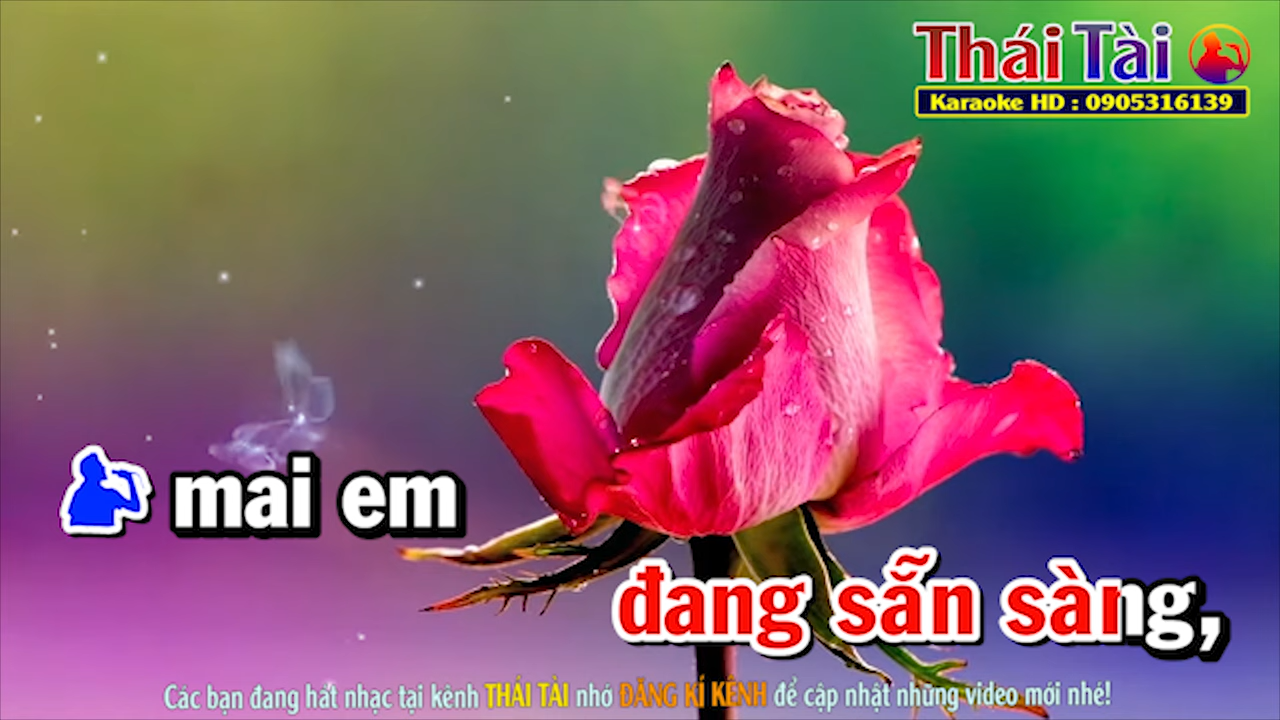 Thái Tài
Karaoke HD : 0905316139
mai em
đang sẵn sàng,
Các bạn đang hát nhạc tại kênh THÁI TÀI nhớ ĐĂNG KÍ KÊNH để cập nhật những video mới nhé!